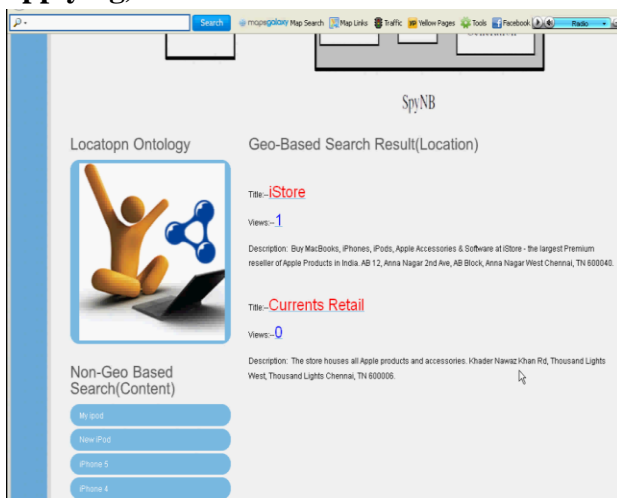 Search mapsgalaxy Map Search Map Links Traffic Yellow Pages Tools Facebook Radio
SpyNB
Locatopn Ontology
Geo-Based Search Result(Location)
Title:–iStore
Views:–1
Description: Buy MacBooks, iPhones, iPods, Apple Accessories & Software at iStore - the largest Premium
reseller of Apple Products in India. AB 12, Anna Nagar 2nd Ave, AB Block, Anna Nagar West Chennai, TN 600040.
Title:–Currents Retail
Views:–0
Description: The store houses all Apple products and accessories. Khader Nawaz Khan Rd, Thousand Lights
West, Thousand Lights Chennai, TN 600006.
Non-Geo Based
Search(Content)
My Ipod
New iPod
iPhone 5
iPhone 4